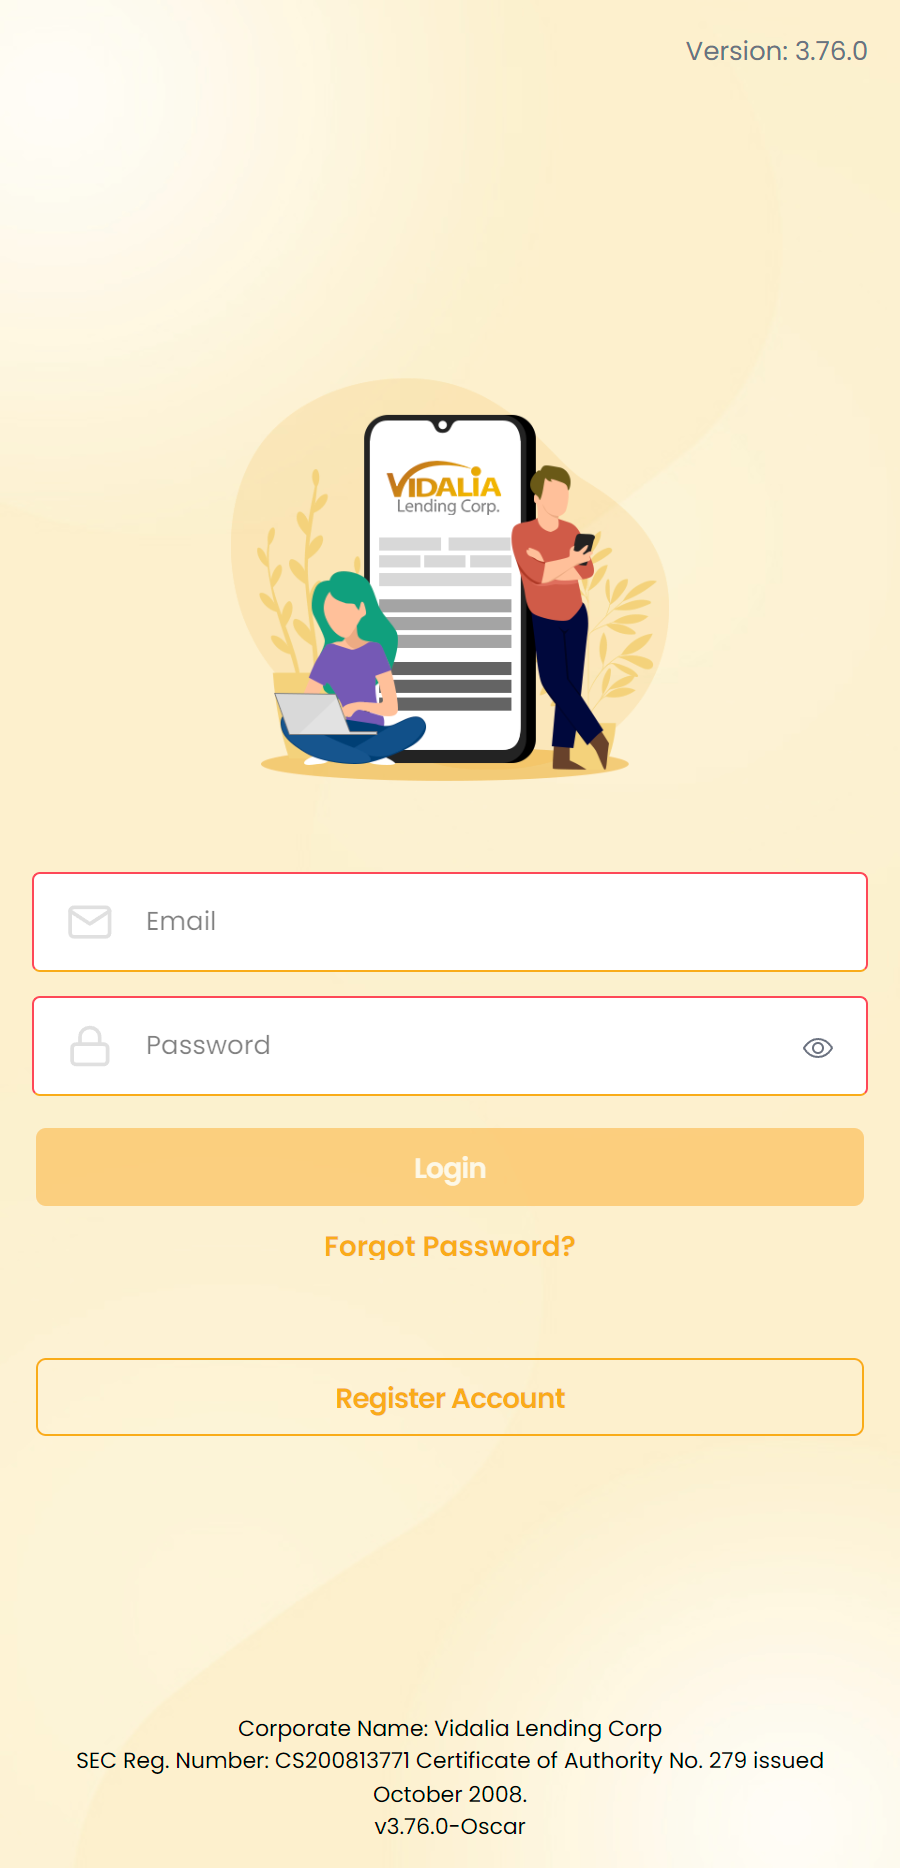 Version: 3.76.0
VIDALIA
Lending Corp.
Email
Password
Login
Forgot Password?
Register Account
Corporate Name: Vidalia Lending Corp
SEC Reg. Number: CS200813771 Certificate of Authority No. 279 issued
October 2008.
v3.76.0-Oscar